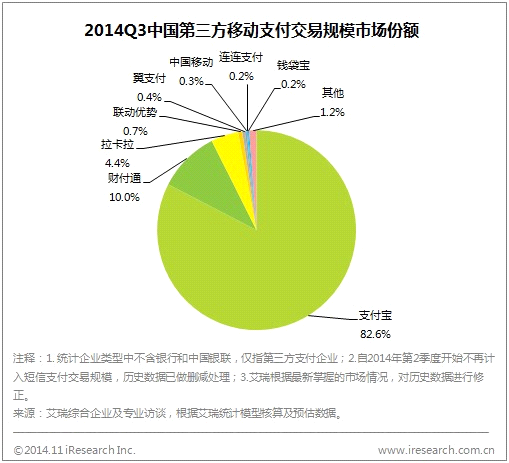 2014Q3中国第三方移动支付交易规模市场份额
连连支付
0.2%
中国移动
0.3%
钱袋宝
0.2%
翼支付
0.4%
其他
1.2%
联动优势
0.7%
拉卡拉
4.4%
财付通
10.0%
支付宝
82.6%
注释：1.统计企业类型中不含银行和中国银联，仅指第三方支付企业；2.自2014年第2季度开始不再计
入短信支付交易规模，历史数据已做删减处理；3.艾瑞根据最新掌握的市场情况，对历史数据进行修
正。
来源：艾瑞综合企业及专业访谈，根据艾瑞统计模型核算及预估数据。
©2014.11 iResearch Inc.
www.iresearch.com.cn